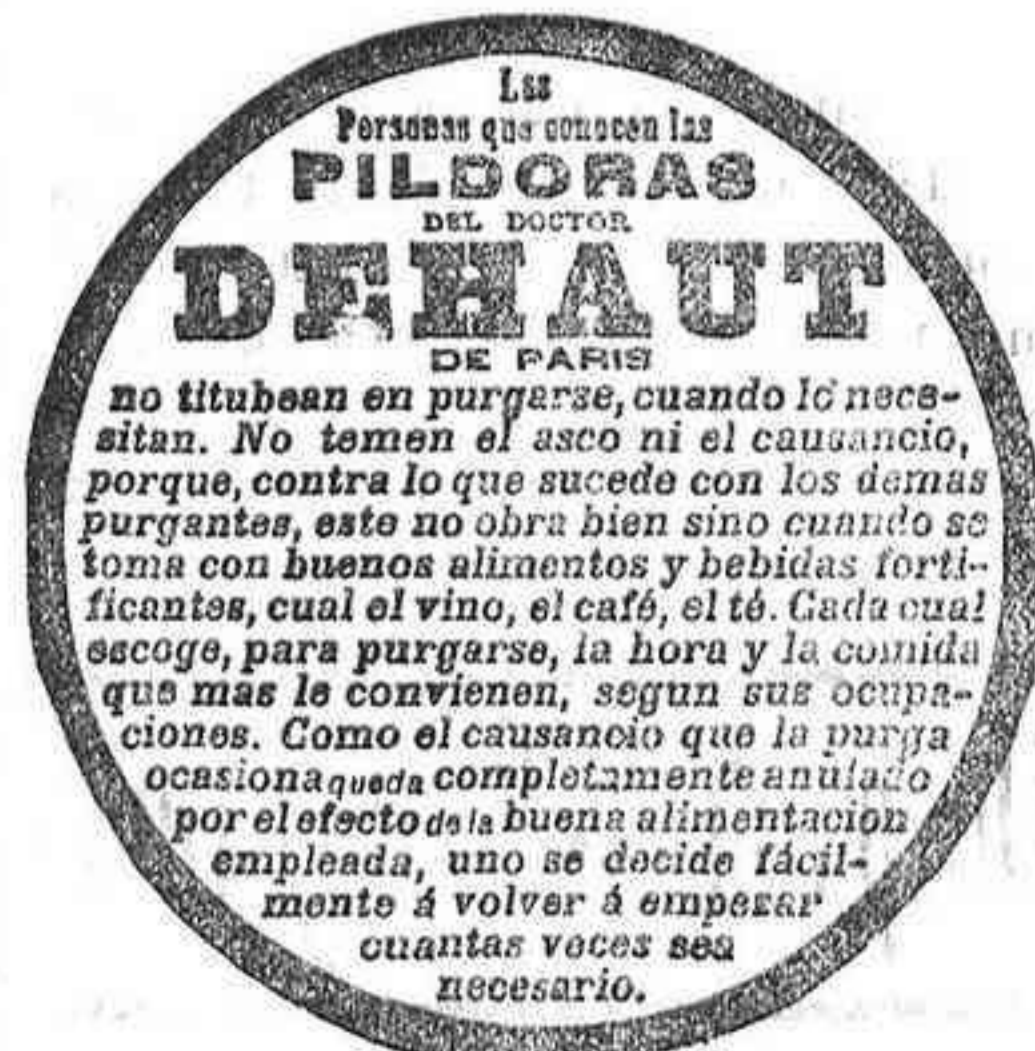 Las
Personas que conocen las
PILDORAS
DEL DOCTOR
DEHAUT
DE PARIS
no titubean en purgarse, cuando lo nece-
sitan. No temen el asco ni el causancio,
porque, contra lo que sucede con los demas
purgantes, este no obra bien sino cuando se
toma con buenos alimentos y bebidas forti-
ficantes, cual el vino, el café, el té. Cada cual
escoge, para purgarse, la hora y la comida
que mas le convienen, segun sus ocupa-
ciones. Como el causancio que la purga
ocasiona queda completamente anulado
por el efecto de la buena alimentacion
empleada, uno se decide fácil-
mente á volver á empezar
cuantas veces sea
necesario.